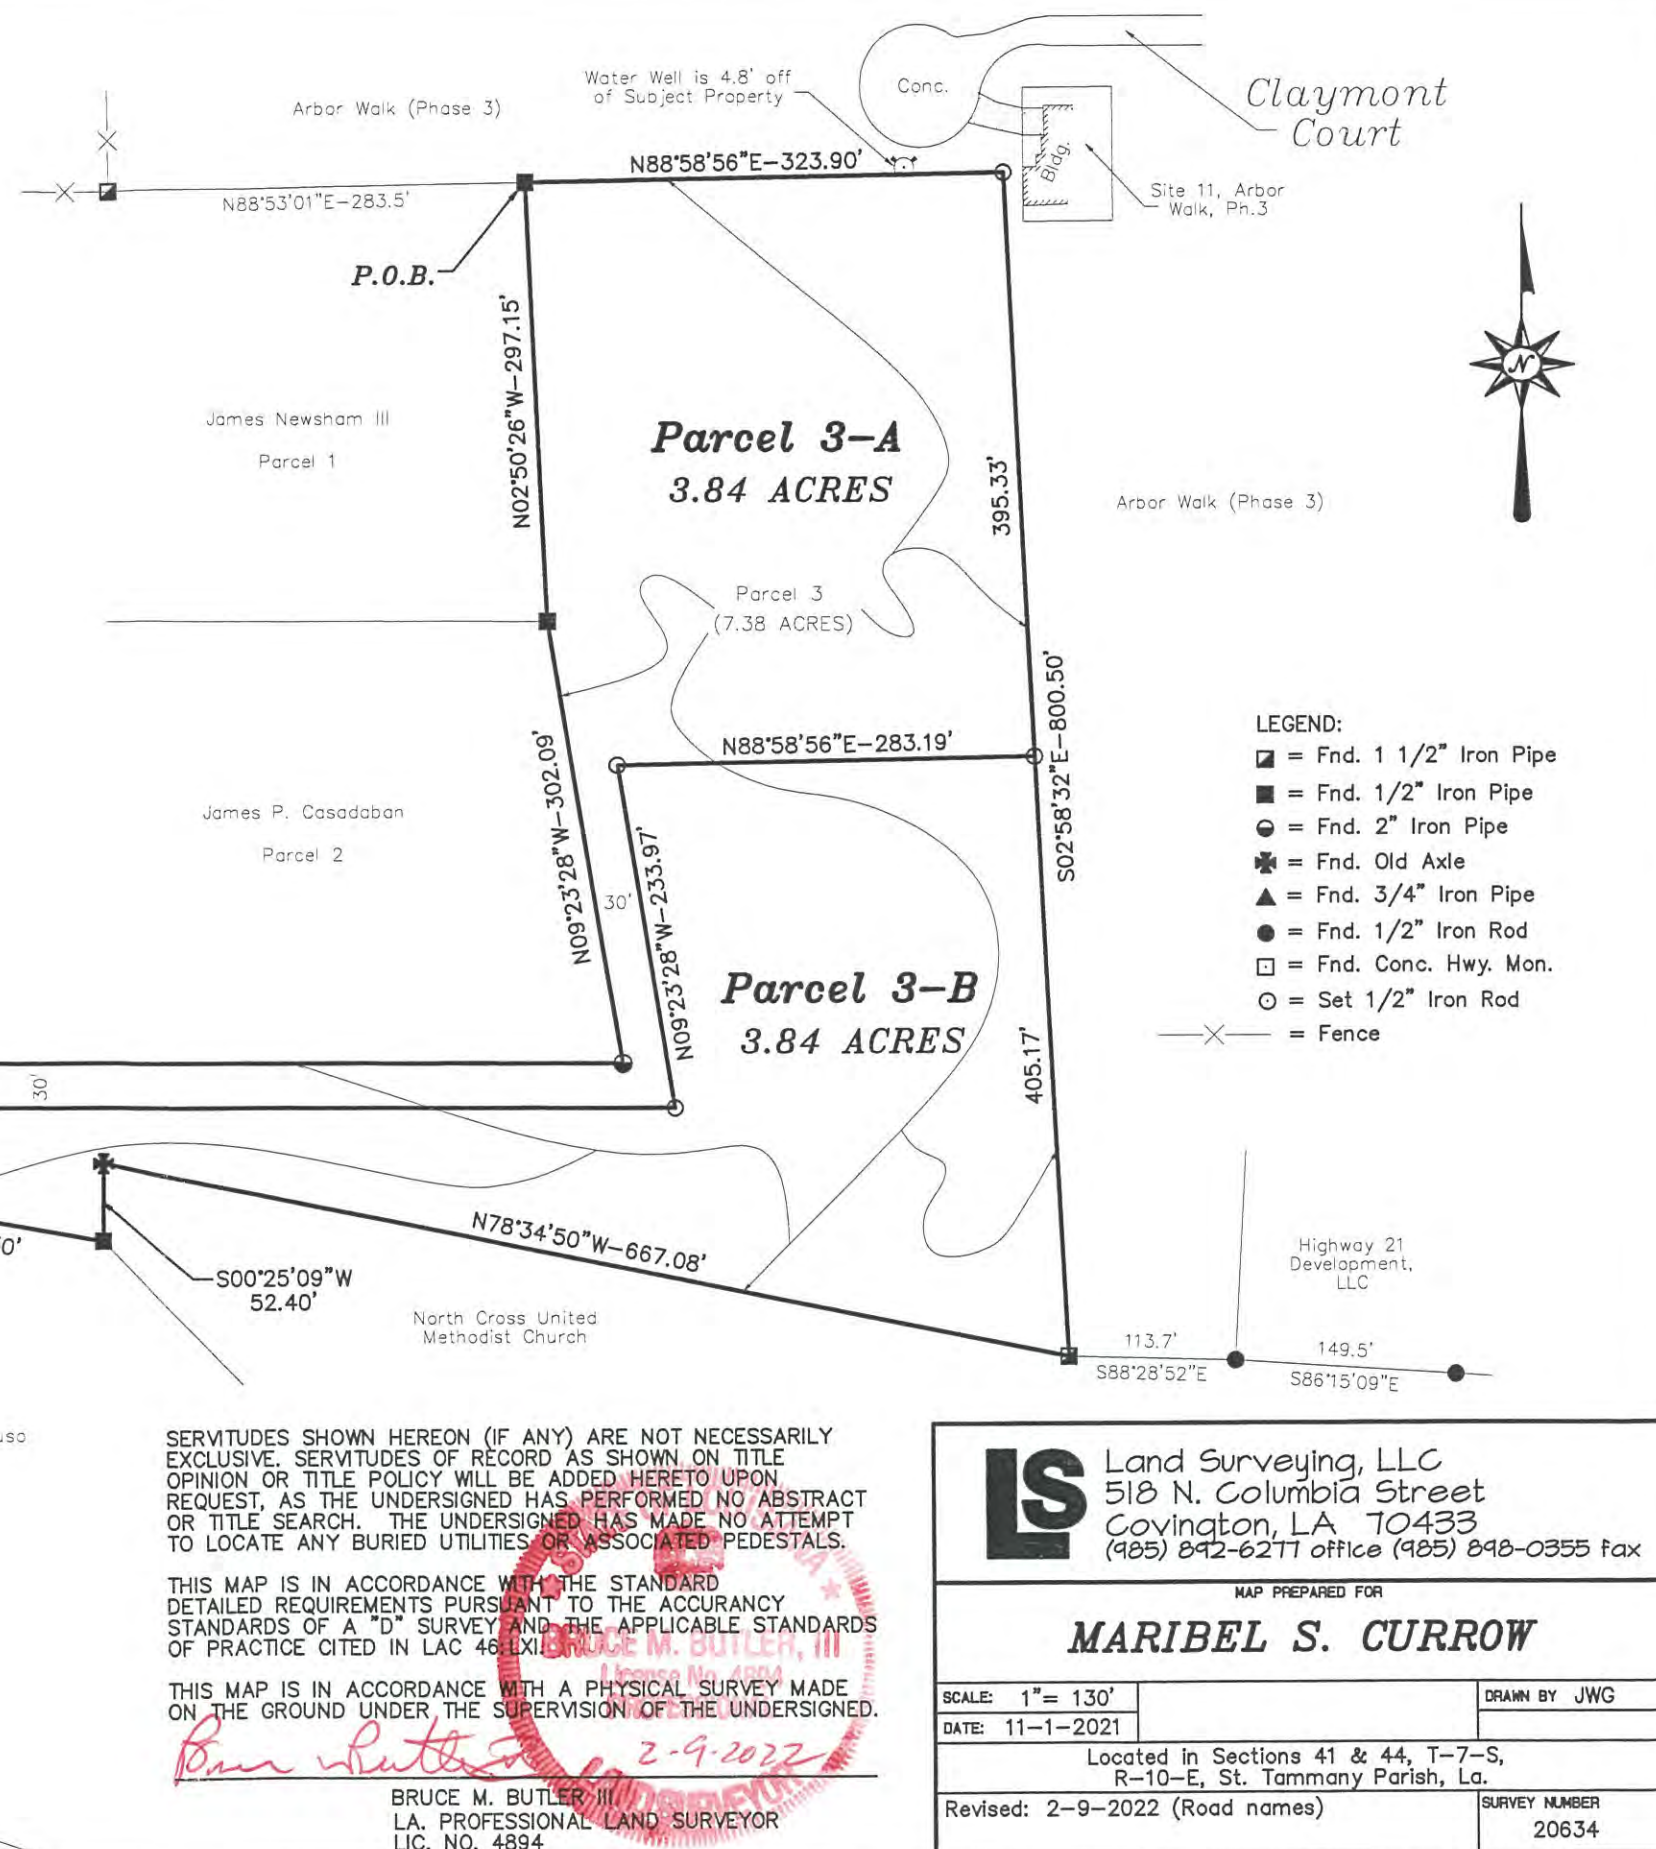 Claymont
Court
Conc.
Water Well is 4.8' off
of Subject Property
Arbor Walk (Phase 3)
Bldg.
Site 11, Arbor
Walk, Ph.3
N88°58'56"E-323.90'
N88°53'01"E-283.5'
P.O.B.
N
N02°50'26"W-297.15'
James Newsham III
Parcel 1
Parcel 3-A
3.84 ACRES
395.33'
Arbor Walk (Phase 3)
Parcel 3
(7.38 ACRES)
S02°58'32"E-800.50'
N88°58'56"E-283.19'
N09°23'28"W-302.09'
James P. Casadaban
Parcel 2
30'
N09°23'28"W-233.97'
Parcel 3-B
3.84 ACRES
405.17'
30'
LEGEND:
= Fnd. 1 1/2" Iron Pipe
= Fnd. 1/2" Iron Pipe
= Fnd. 2" Iron Pipe
= Fnd. Old Axle
= Fnd. 3/4" Iron Pipe
= Fnd. 1/2" Iron Rod
= Fnd. Conc. Hwy. Mon.
= Set 1/2" Iron Rod
= Fence
N78°34'50"W-667.08'
S00°25'09"W
52.40'
North Cross United
Methodist Church
Highway 21
Development,
LLC
113.7'
S88°28'52"E
149.5'
S86°15'09"E
SERVITUDES SHOWN HEREON (IF ANY) ARE NOT NECESSARILY
EXCLUSIVE. SERVITUDES OF RECORD AS SHOWN ON TITLE
OPINION OR TITLE POLICY WILL BE ADDED HERETO UPON
REQUEST, AS THE UNDERSIGNED HAS PERFORMED NO ABSTRACT
OR TITLE SEARCH. THE UNDERSIGNED HAS MADE NO ATTEMPT
TO LOCATE ANY BURIED UTILITIES OR ASSOCIATED PEDESTALS.
THIS MAP IS IN ACCORDANCE WITH THE STANDARD
DETAILED REQUIREMENTS PURSUANT TO THE ACCURANCY
STANDARDS OF A "D" SURVEY AND THE APPLICABLE STANDARDS
OF PRACTICE CITED IN LAC 46:LXI.
THIS MAP IS IN ACCORDANCE WITH A PHYSICAL SURVEY MADE
ON THE GROUND UNDER THE SUPERVISION OF THE UNDERSIGNED.
STATE OF LOUISIANA
BRUCE M. BUTLER, III
License No. 4894
PROFESSIONAL
LAND SURVEYOR
2-9-2022
BRUCE M. BUTLER III
LA. PROFESSIONAL LAND SURVEYOR
LIC. NO. 4894
LS
Land Surveying, LLC
518 N. Columbia Street
Covington, LA 70433
(985) 892-6277 office (985) 898-0355 fax
MAP PREPARED FOR
MARIBEL S. CURROW
SCALE: 1"= 130'
DRAWN BY JWG
DATE: 11-1-2021
Located in Sections 41 & 44, T-7-S,
R-10-E, St. Tammany Parish, La.
Revised: 2-9-2022 (Road names)
SURVEY NUMBER
20634